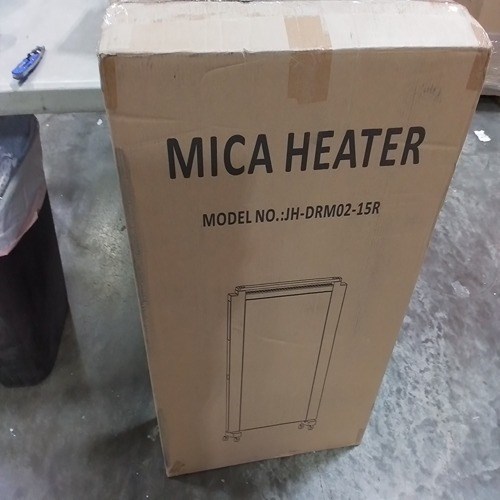 MICA HEATER
MODEL NO.:JH-DRM02-15R